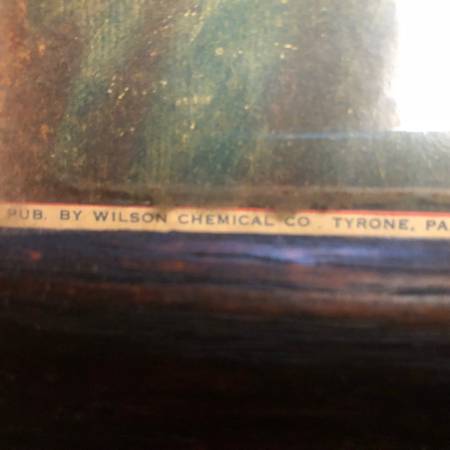 PUB. BY WILSON CHEMICAL CO. TYRONE, PA